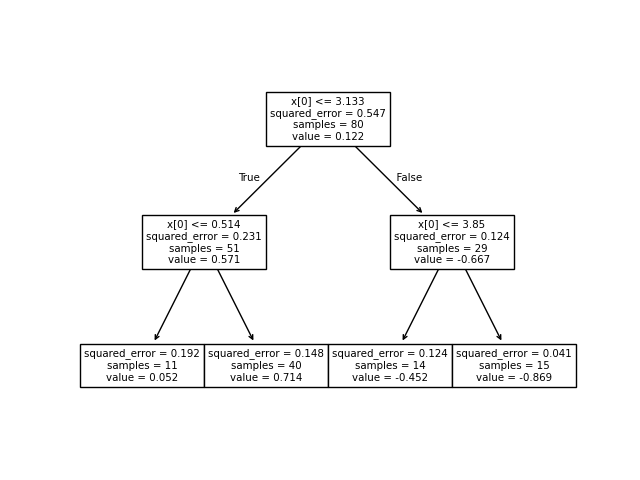 x[0] <= 3.133
squared_error = 0.547
samples = 80
value = 0.122
True
False
x[0] <= 0.514
squared_error = 0.231
samples = 51
value = 0.571
x[0] <= 3.85
squared_error = 0.124
samples = 29
value = -0.667
squared_error = 0.192
samples = 11
value = 0.052
squared_error = 0.148
samples = 40
value = 0.714
squared_error = 0.124
samples = 14
value = -0.452
squared_error = 0.041
samples = 15
value = -0.869